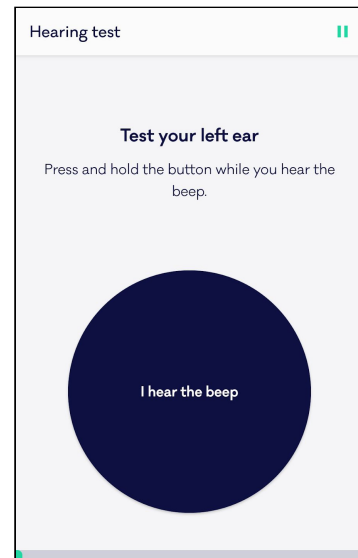 Hearing test
Test your left ear
Press and hold the button while you hear the
beep.
I hear the beep